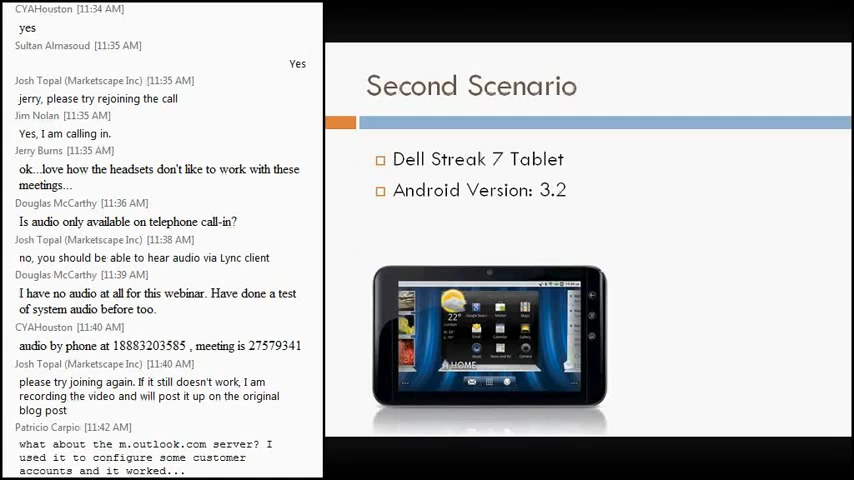 CYAHouston [11:34 AM]
yes
Sultan Almasoud [11:35 AM]
Yes
Josh Topal (Marketscape Inc) [11:35 AM]
jerry, please try rejoining the call
Jim Nolan [11:35 AM]
Yes, I am calling in.
Jerry Burns [11:35 AM]
ok...love how the headsets don't like to work with these
meetings...
Douglas McCarthy [11:36 AM]
Is audio only available on telephone call-in?
Josh Topal (Marketscape Inc) [11:38 AM]
no, you should be able to hear audio via Lync client
Douglas McCarthy [11:39 AM]
I have no audio at all for this webinar. Have done a test
of system audio before too.
CYAHouston [11:40 AM]
audio by phone at 18883203585 , meeting is 27579341
Josh Topal (Marketscape Inc) [11:40 AM]
please try joining again. If it still doesn't work, I am
recording the video and will post it up on the original
blog post
Patricio Carpio [11:42 AM]
what about the m.outlook.com server? I
used it to configure some customer
accounts and it worked...
Second Scenario
Dell Streak 7 Tablet
Android Version: 3.2
22°
HOME